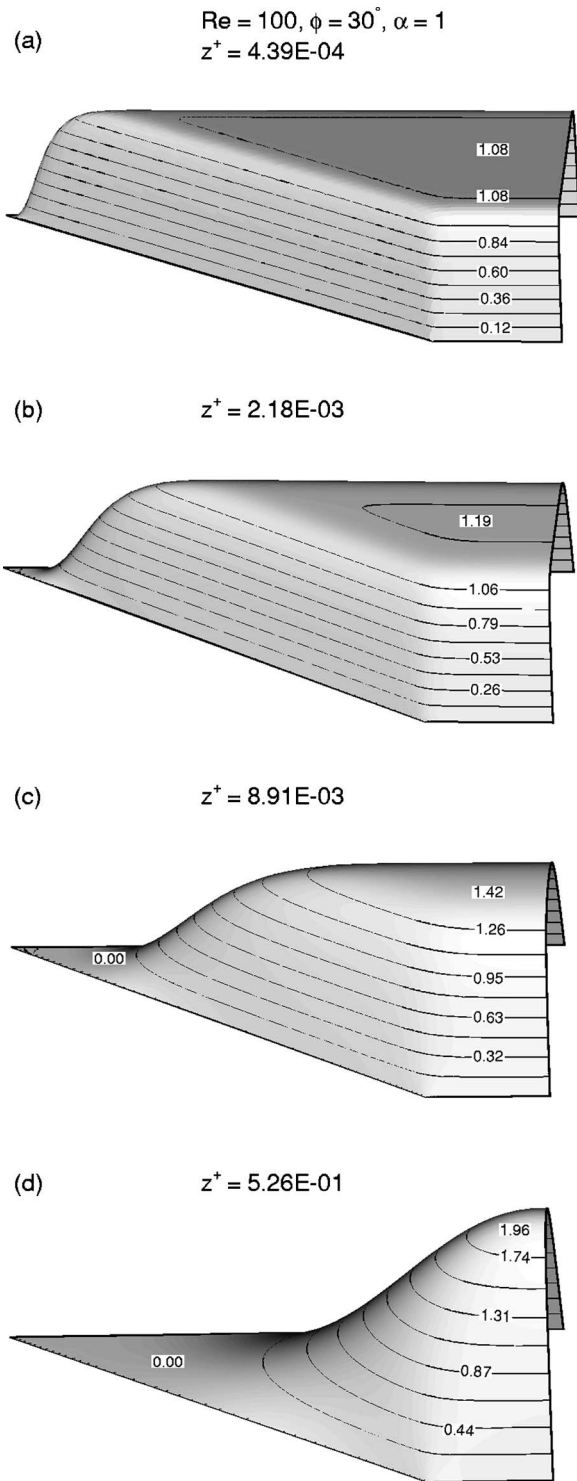 Re = 100, ϕ = 30°, α = 1
(a)
z⁺ = 4.39E-04
1.08
1.08
0.84
0.60
0.36
0.12
(b)
z⁺ = 2.18E-03
1.19
1.06
0.79
0.53
0.26
(c)
z⁺ = 8.91E-03
1.42
1.26
0.00
0.95
0.63
0.32
(d)
z⁺ = 5.26E-01
1.96
1.74
1.31
0.00
0.87
0.44